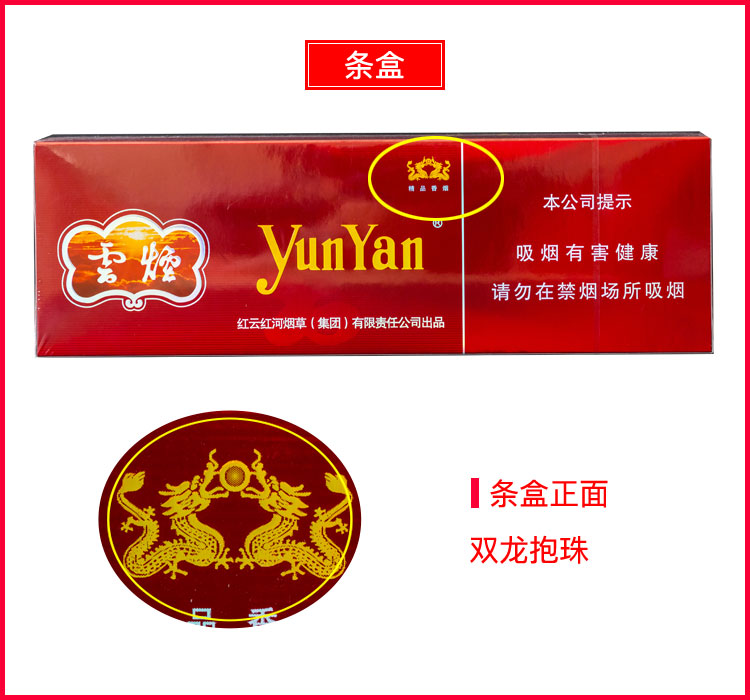 条盒
精品香烟
雲煙
YunYan®
红云红河烟草（集团）有限责任公司出品
本公司提示
吸烟有害健康
请勿在禁烟场所吸烟
品 香
条盒正面
双龙抱珠